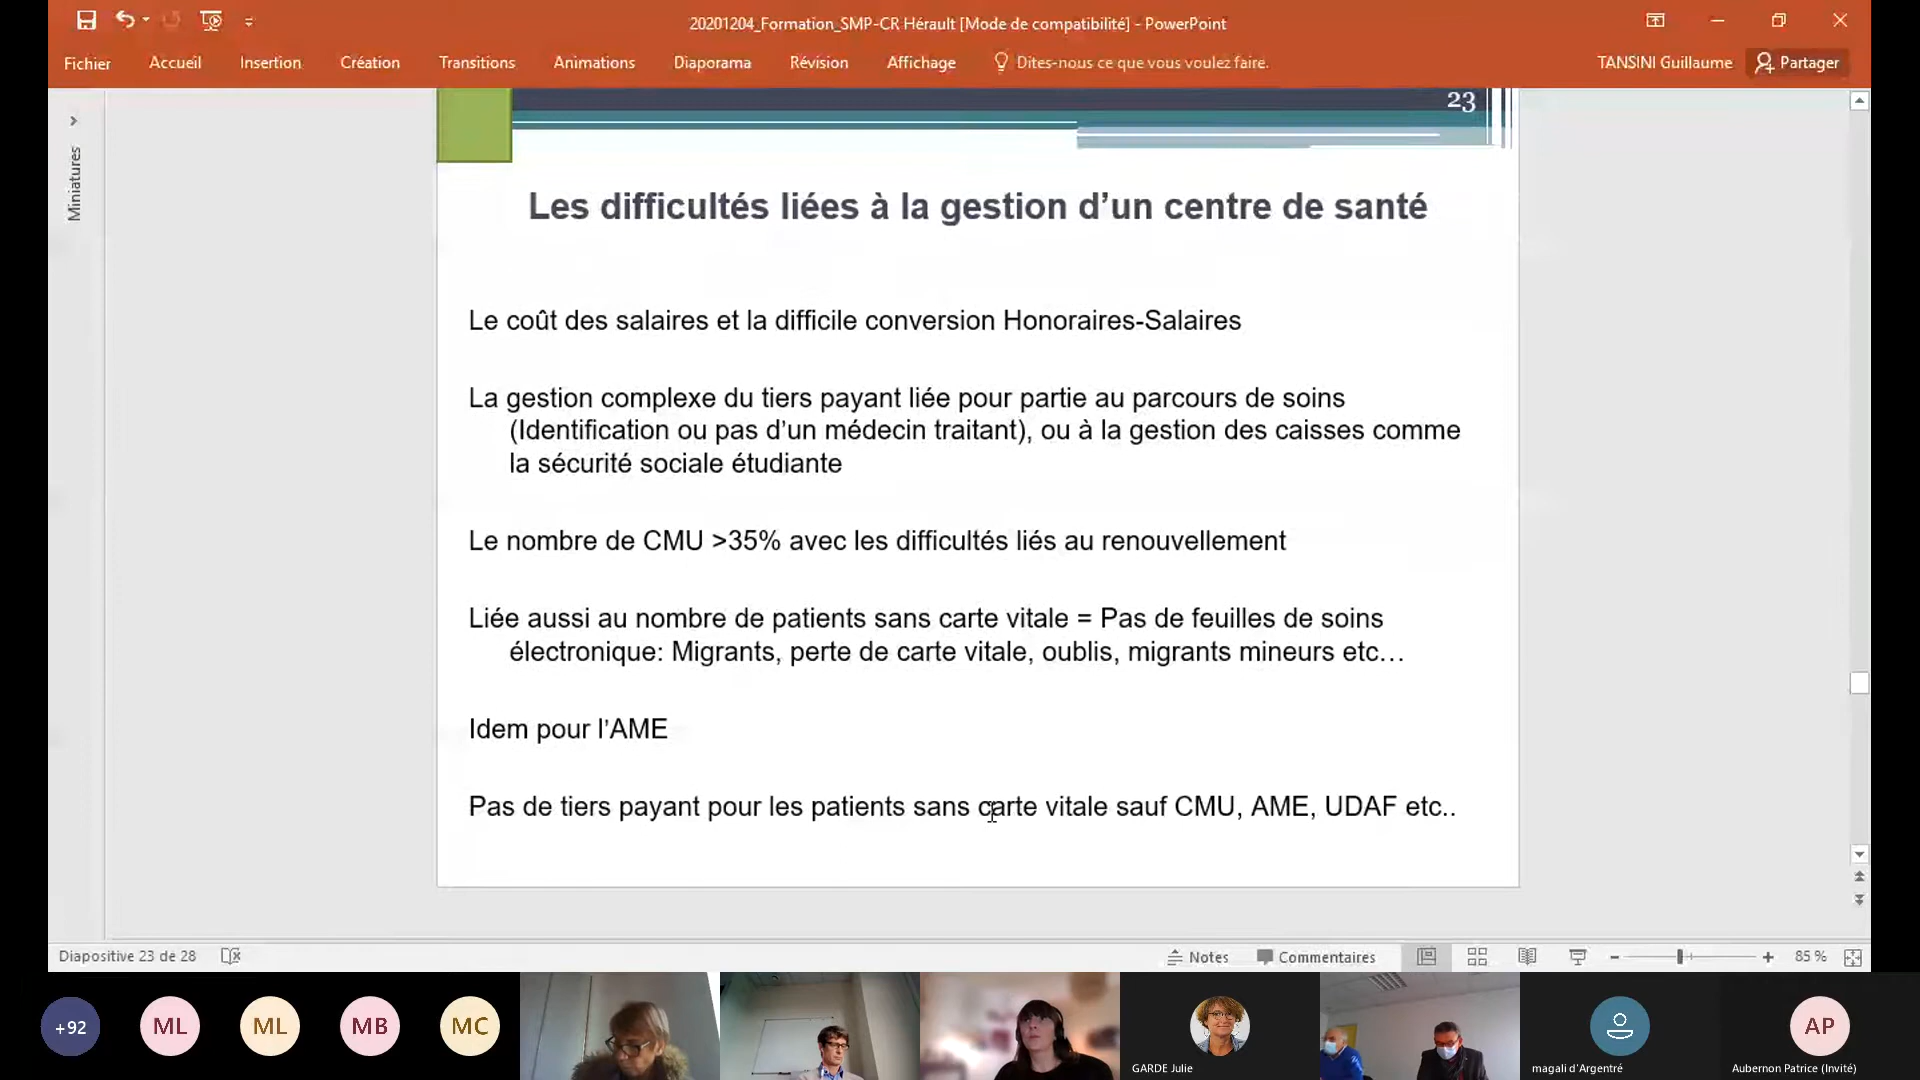 20201204_Formation_SMP-CR Hérault [Mode de compatibilité] - PowerPoint
Fichier Accueil Insertion Création Transitions Animations Diaporama Révision Affichage Dites-nous ce que vous voulez faire. TANSINI Guillaume Partager
Miniatures
23
Les difficultés liées à la gestion d’un centre de santé
Le coût des salaires et la difficile conversion Honoraires-Salaires
La gestion complexe du tiers payant liée pour partie au parcours de soins
(Identification ou pas d’un médecin traitant), ou à la gestion des caisses comme
la sécurité sociale étudiante
Le nombre de CMU >35% avec les difficultés liés au renouvellement
Liée aussi au nombre de patients sans carte vitale = Pas de feuilles de soins
électronique: Migrants, perte de carte vitale, oublis, migrants mineurs etc…
Idem pour l’AME
Pas de tiers payant pour les patients sans carte vitale sauf CMU, AME, UDAF etc..
Diapositive 23 de 28 Notes Commentaires 85 %
+92 ML ML MB MC AP
GARDE Julie magali d'Argentré Aubernon Patrice (Invité)